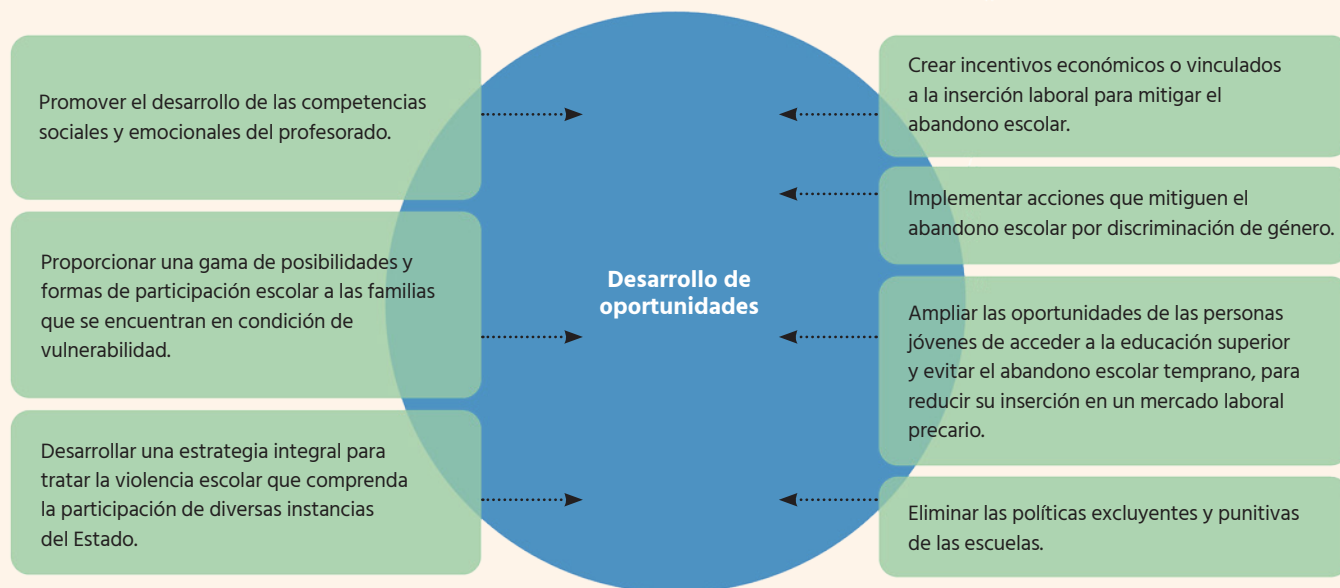 Promover el desarrollo de las competencias
sociales y emocionales del profesorado.
Proporcionar una gama de posibilidades y
formas de participación escolar a las familias
que se encuentran en condición de
vulnerabilidad.
Desarrollar una estrategia integral para
tratar la violencia escolar que comprenda
la participación de diversas instancias
del Estado.
Desarrollo de
oportunidades
Crear incentivos económicos o vinculados
a la inserción laboral para mitigar el
abandono escolar.
Implementar acciones que mitiguen el
abandono escolar por discriminación de género.
Ampliar las oportunidades de las personas
jóvenes de acceder a la educación superior
y evitar el abandono escolar temprano, para
reducir su inserción en un mercado laboral
precario.
Eliminar las políticas excluyentes y punitivas
de las escuelas.